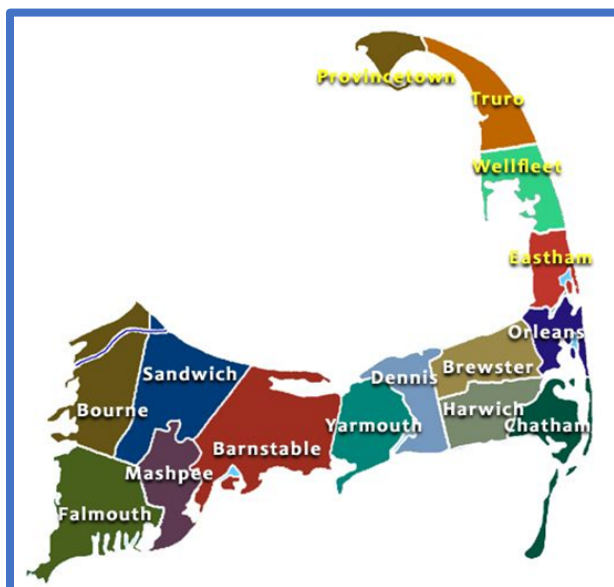 Provincetown
Truro
Wellfleet
Eastham
Orleans
Brewster
Dennis
Sandwich
Harwich
Bourne
Chatham
Yarmouth
Barnstable
Mashpee
Falmouth